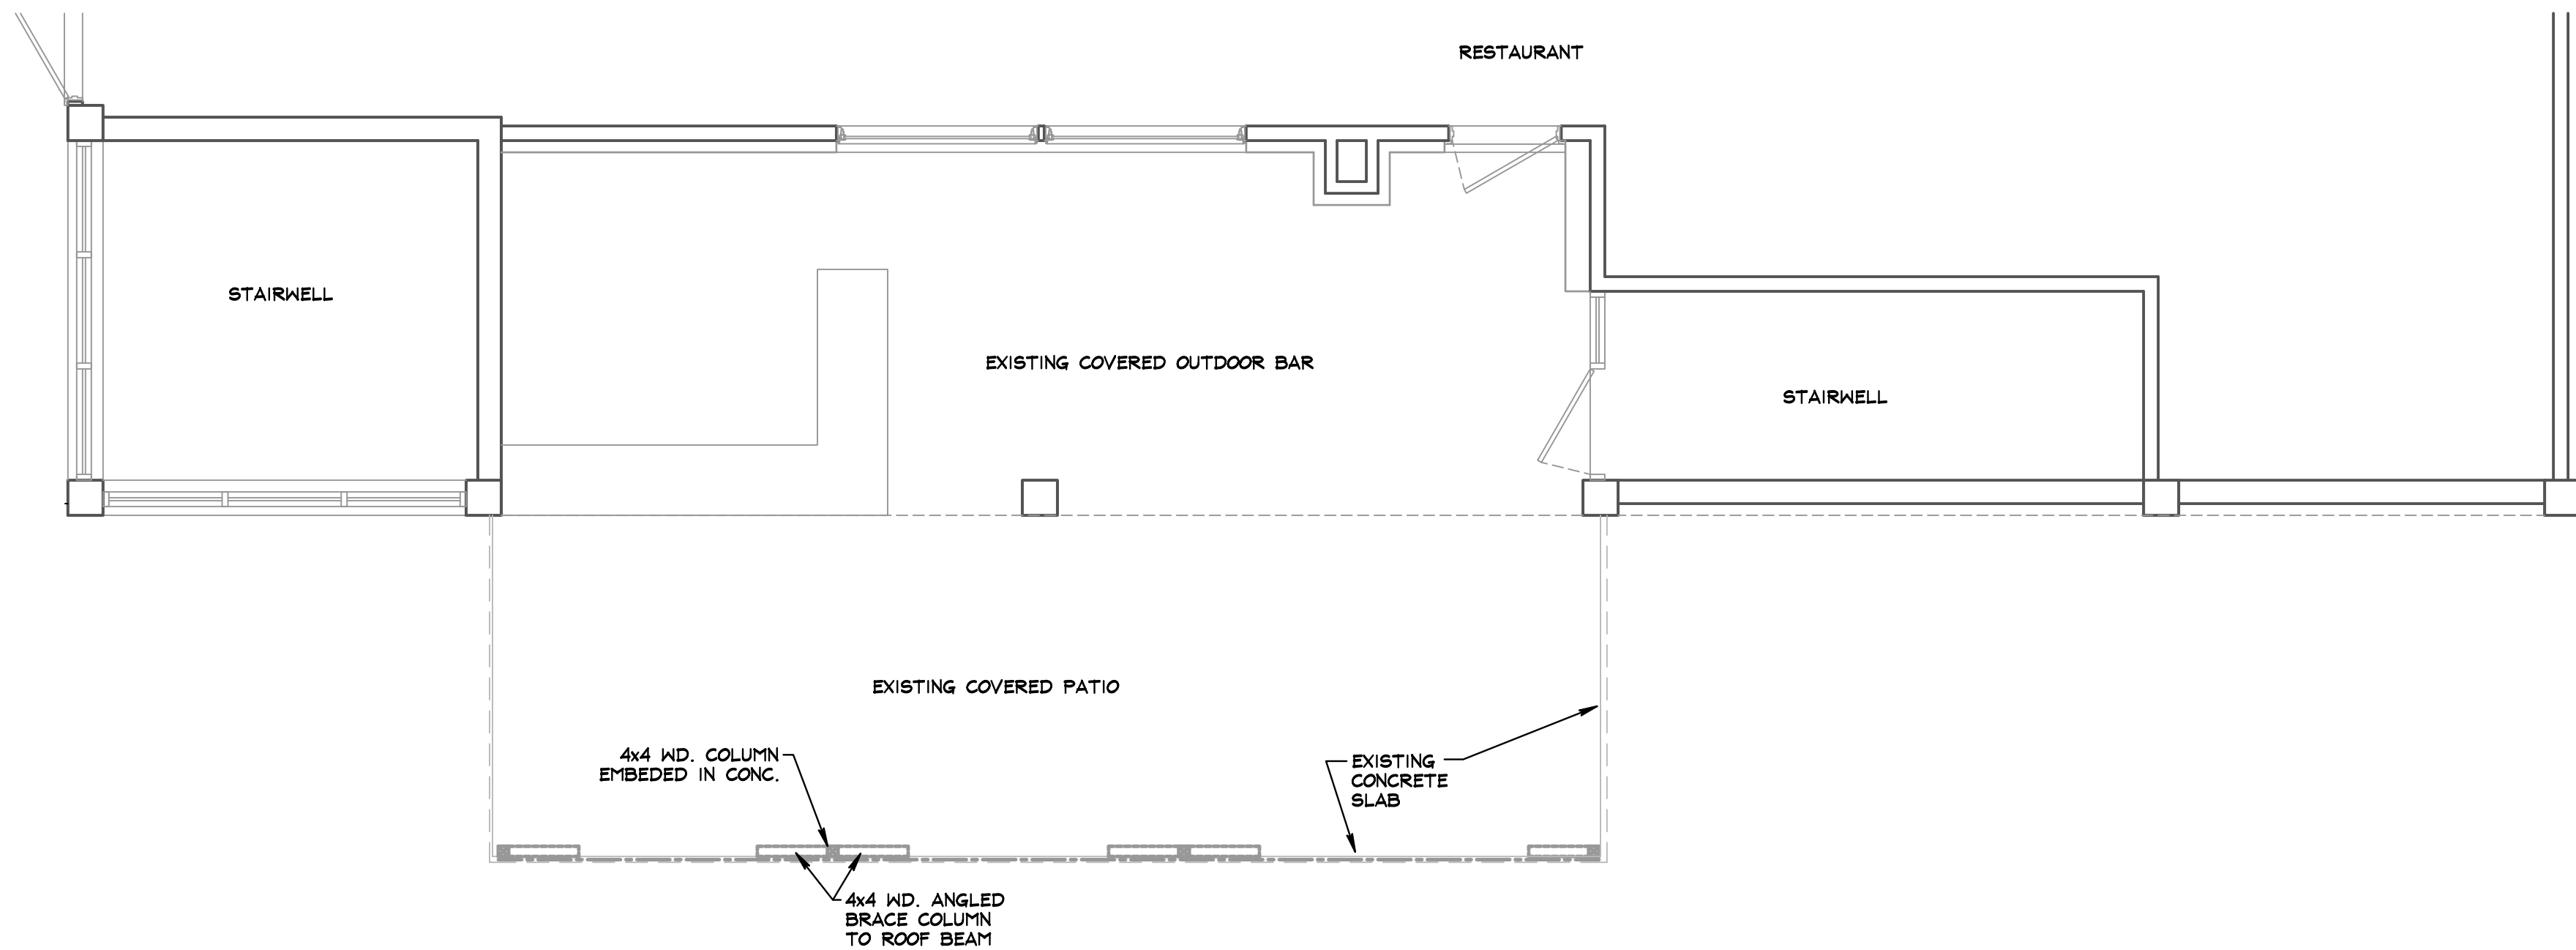 RESTAURANT
STAIRWELL
EXISTING COVERED OUTDOOR BAR
STAIRWELL
EXISTING COVERED PATIO
4x4 WD. COLUMN
EMBEDED IN CONC.
EXISTING
CONCRETE
SLAB
4x4 WD. ANGLED
BRACE COLUMN
TO ROOF BEAM